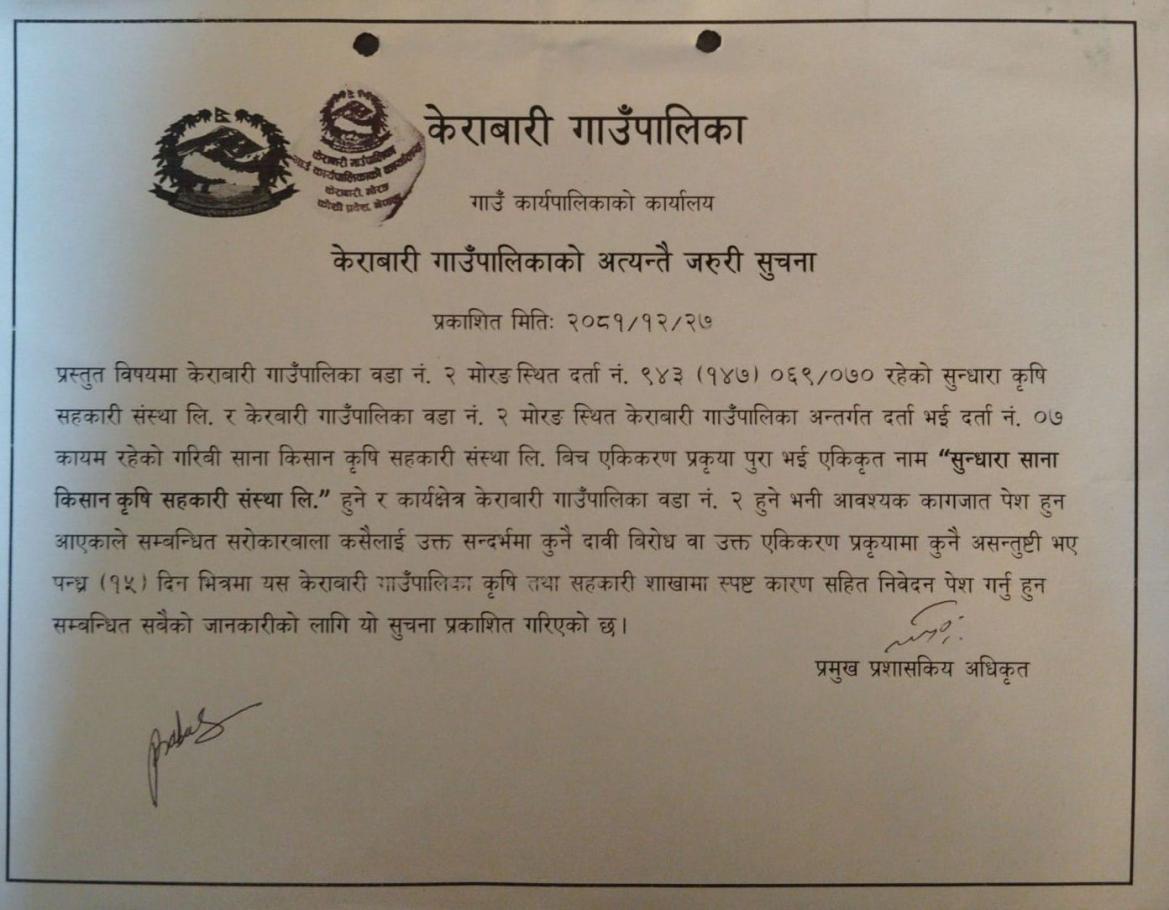 केराबारी गाउँपालिका
केराबारी गाउँपालिका
गाउँ कार्यपालिकाको कार्यालय
केराबारी, मोरङ
कोशी प्रदेश, नेपाल
गाउँ कार्यपालिकाको कार्यालय
केराबारी गाउँपालिकाको अत्यन्तै जरुरी सुचना
प्रकाशित मितिः २०८१/१२/२७
प्रस्तुत विषयमा केराबारी गाउँपालिका वडा नं. २ मोरङ स्थित दर्ता नं. ९४३ (१४७) ०६९/०७० रहेको सुन्धारा कृषि
सहकारी संस्था लि. र केरबारी गाउँपालिका वडा नं. २ मोरङ स्थित केराबारी गाउँपालिका अन्तर्गत दर्ता भई दर्ता नं. ०७
कायम रहेको गरिवी साना किसान कृषि सहकारी संस्था लि. विच एकिकरण प्रकृया पुरा भई एकिकृत नाम “सुन्धारा साना
किसान कृषि सहकारी संस्था लि.” हुने र कार्यक्षेत्र केराबारी गाउँपालिका वडा नं. २ हुने भनी आवश्यक कागजात पेश हुन
आएकाले सम्बन्धित सरोकारवाला कसैलाई उक्त सन्दर्भमा कुनै दावी विरोध वा उक्त एकिकरण प्रकृयामा कुनै असन्तुष्टी भए
पन्ध्र (१५) दिन भित्रमा यस केराबारी गाउँपालिका कृषि तथा सहकारी शाखामा स्पष्ट कारण सहित निवेदन पेश गर्नु हुन
सम्बन्धित सबैको जानकारीको लागि यो सुचना प्रकाशित गरिएको छ।
प्रमुख प्रशासकिय अधिकृत